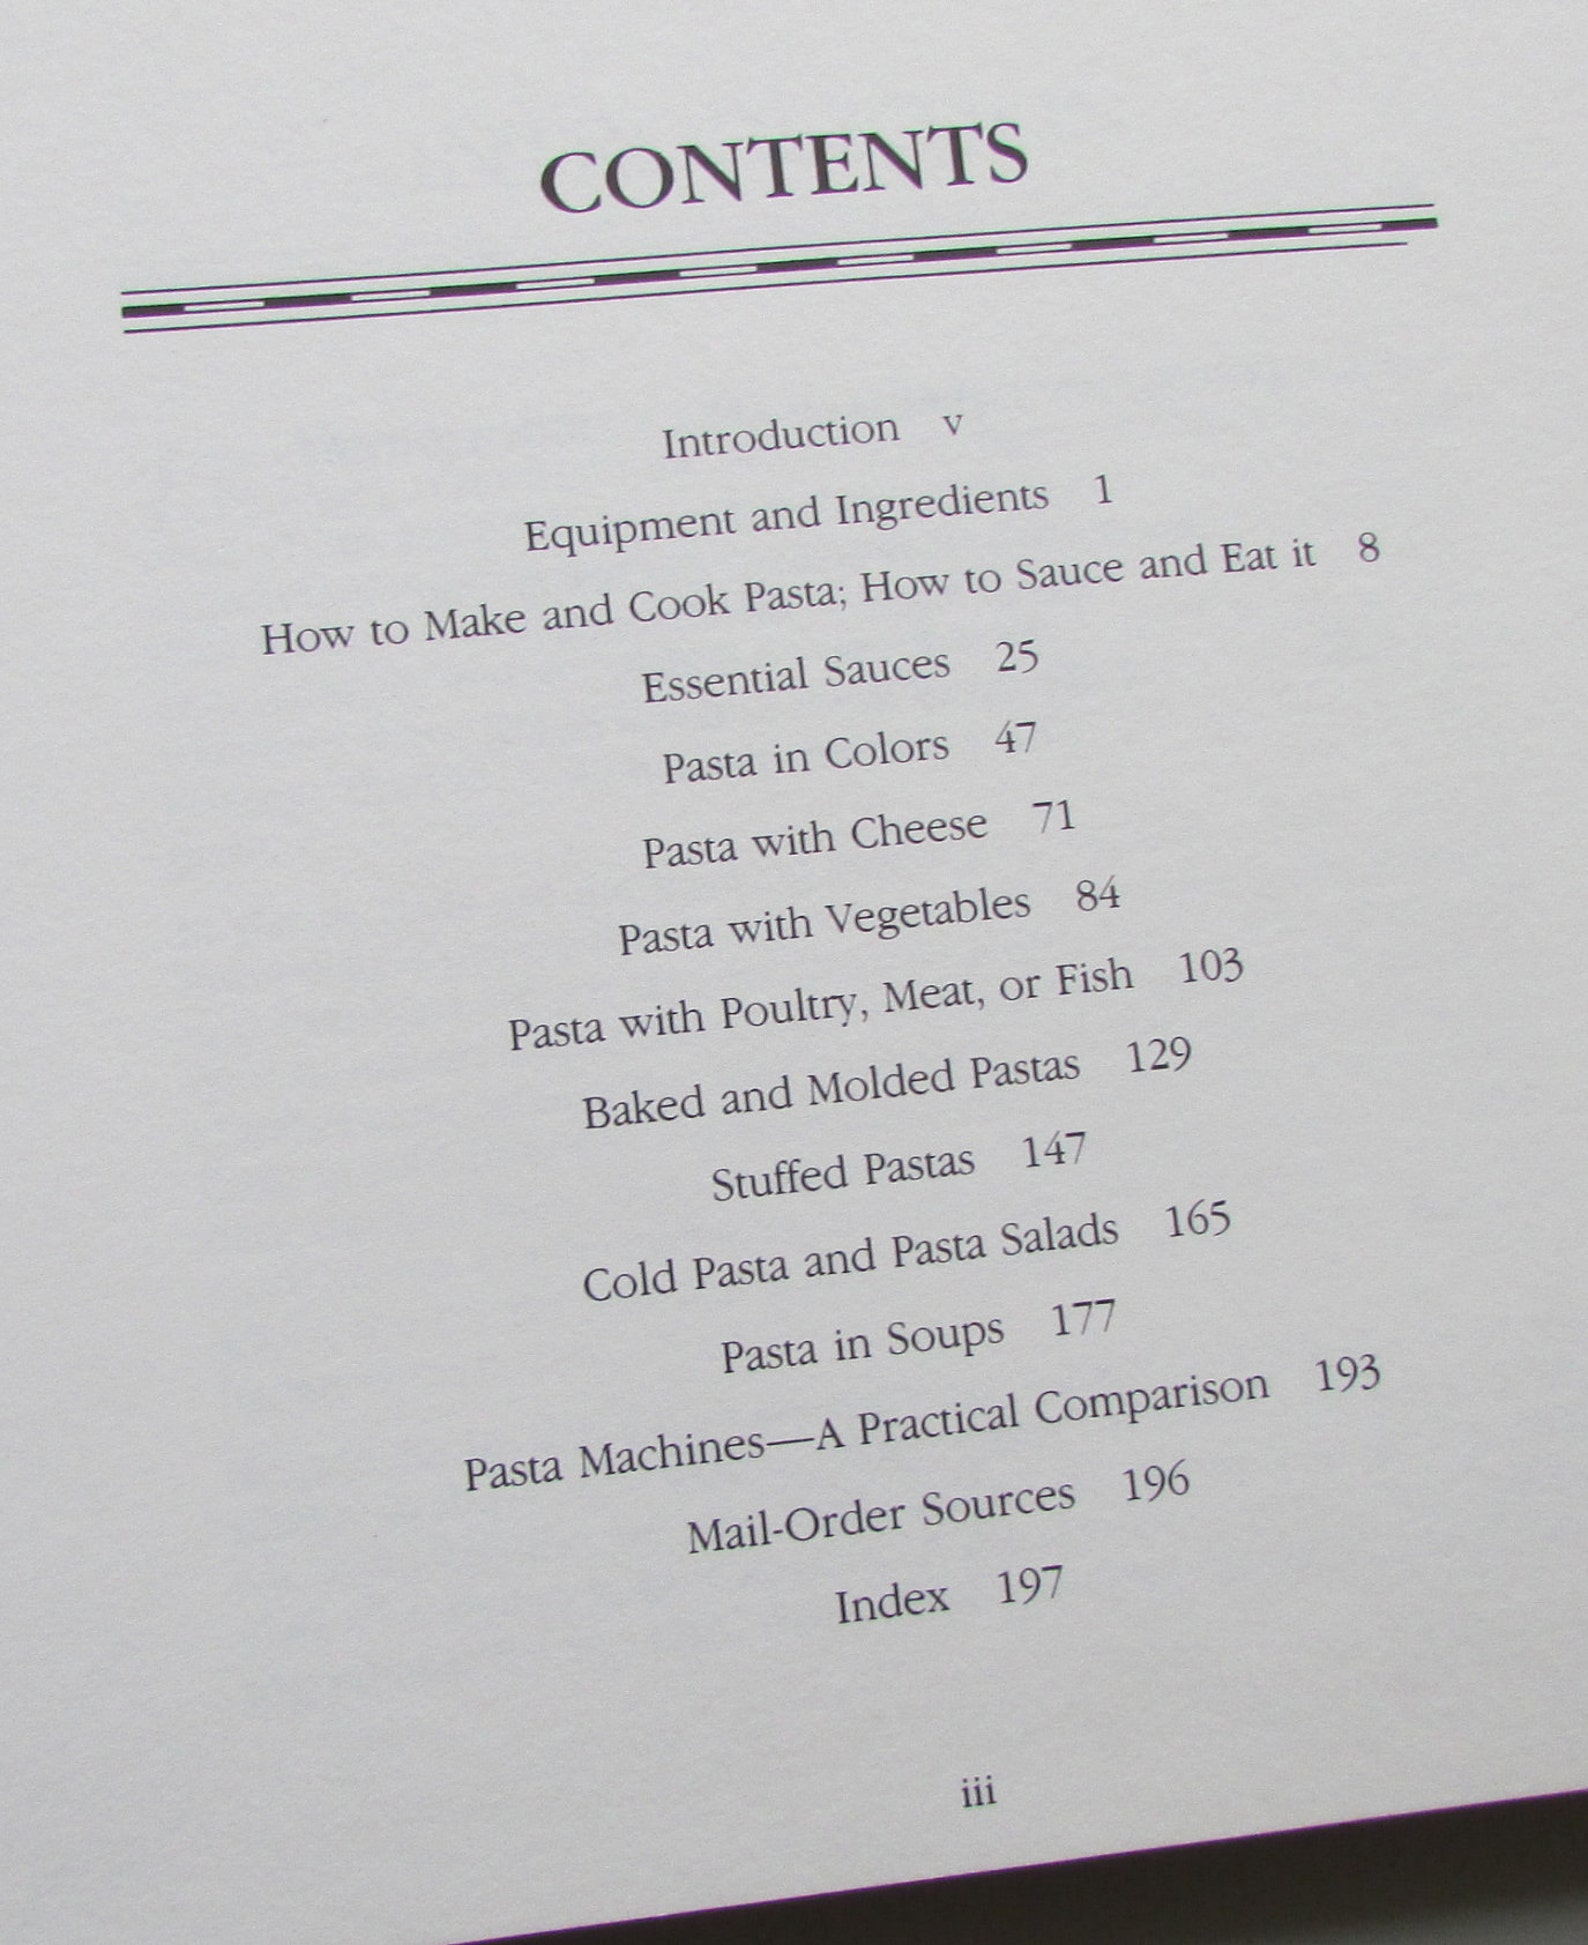 CONTENTS
Introduction v
Equipment and Ingredients 1
How to Make and Cook Pasta; How to Sauce and Eat it 8
Essential Sauces 25
Pasta in Colors 47
Pasta with Cheese 71
Pasta with Vegetables 84
Pasta with Poultry, Meat, or Fish 103
Baked and Molded Pastas 129
Stuffed Pastas 147
Cold Pasta and Pasta Salads 165
Pasta in Soups 177
Pasta Machines—A Practical Comparison 193
Mail-Order Sources 196
Index 197
iii